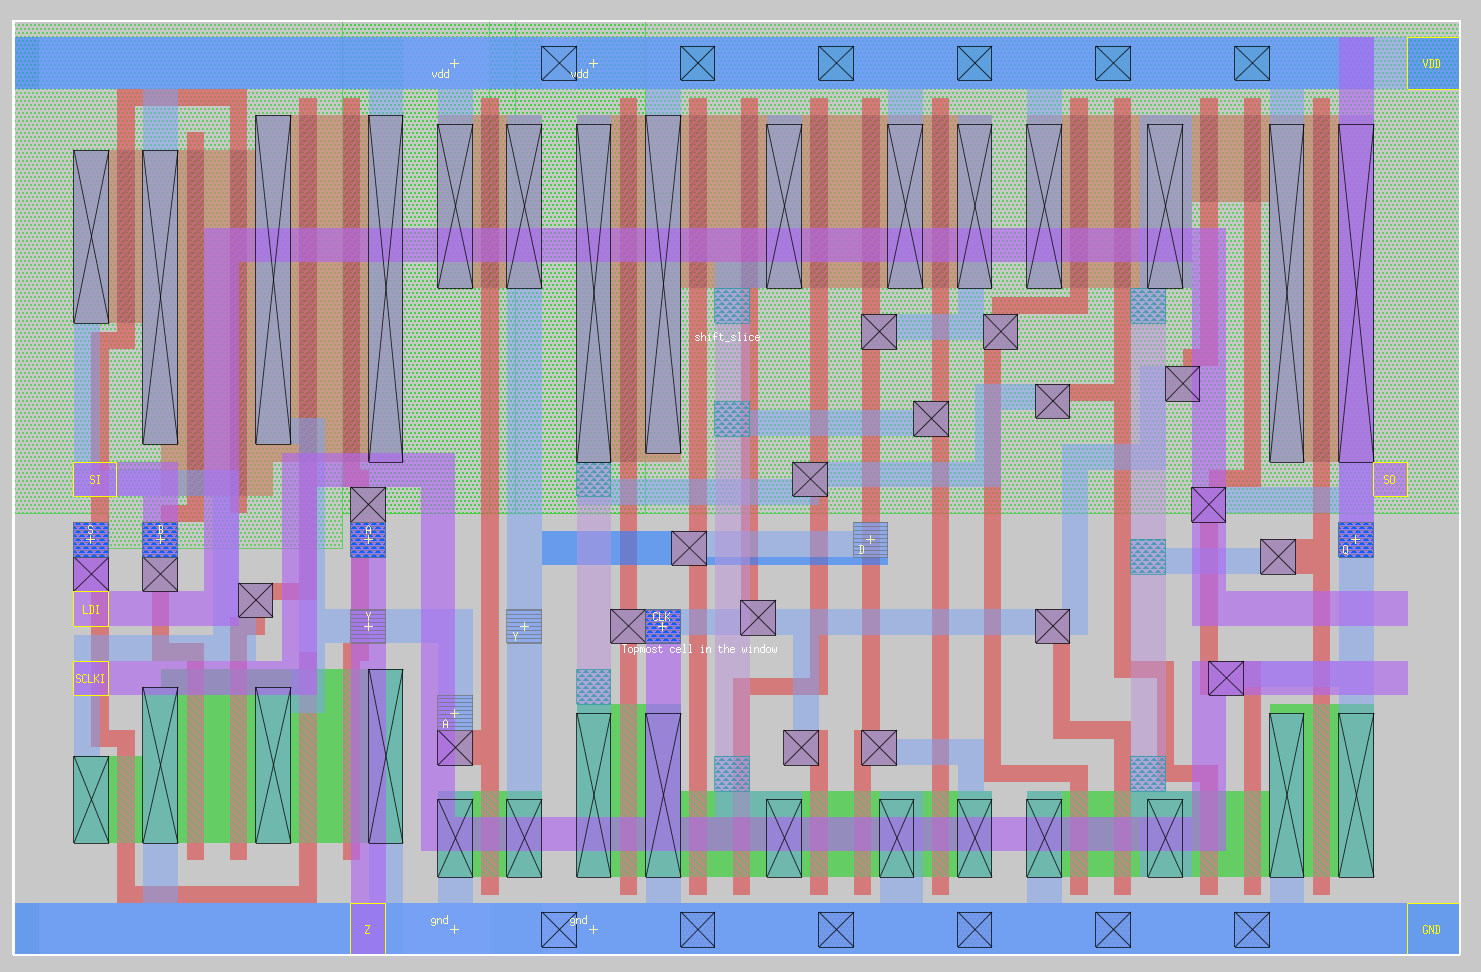 VDD
vdd
vdd
shift_slice
SI
SO
S
B
A
D
Q
LDI
Y
Y
CLK
Topmost cell in the window
SCLKI
A
gnd
gnd
Z
GND